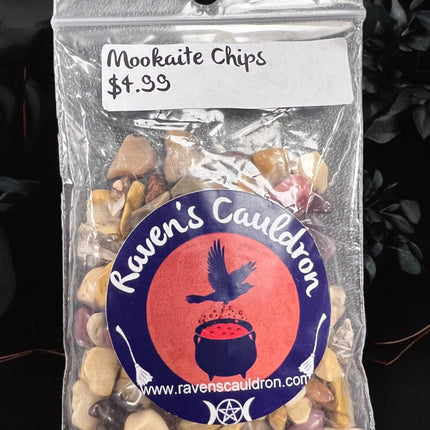 Mookaite Chips
$4.99
Raven's Cauldron
www.ravenscauldron.com